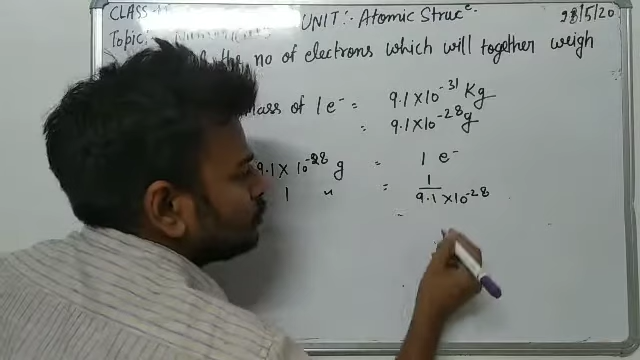 CLASS
UNIT:- Atomic Struc^e.
28/5/20
Topic:
the no of electrons which will together weigh
Mass of 1 e⁻ = 9.1×10⁻³¹ Kg
= 9.1×10⁻²⁸ g
9.1×10⁻²⁸ g = 1 e⁻
1 " = 1/9.1×10⁻²⁸